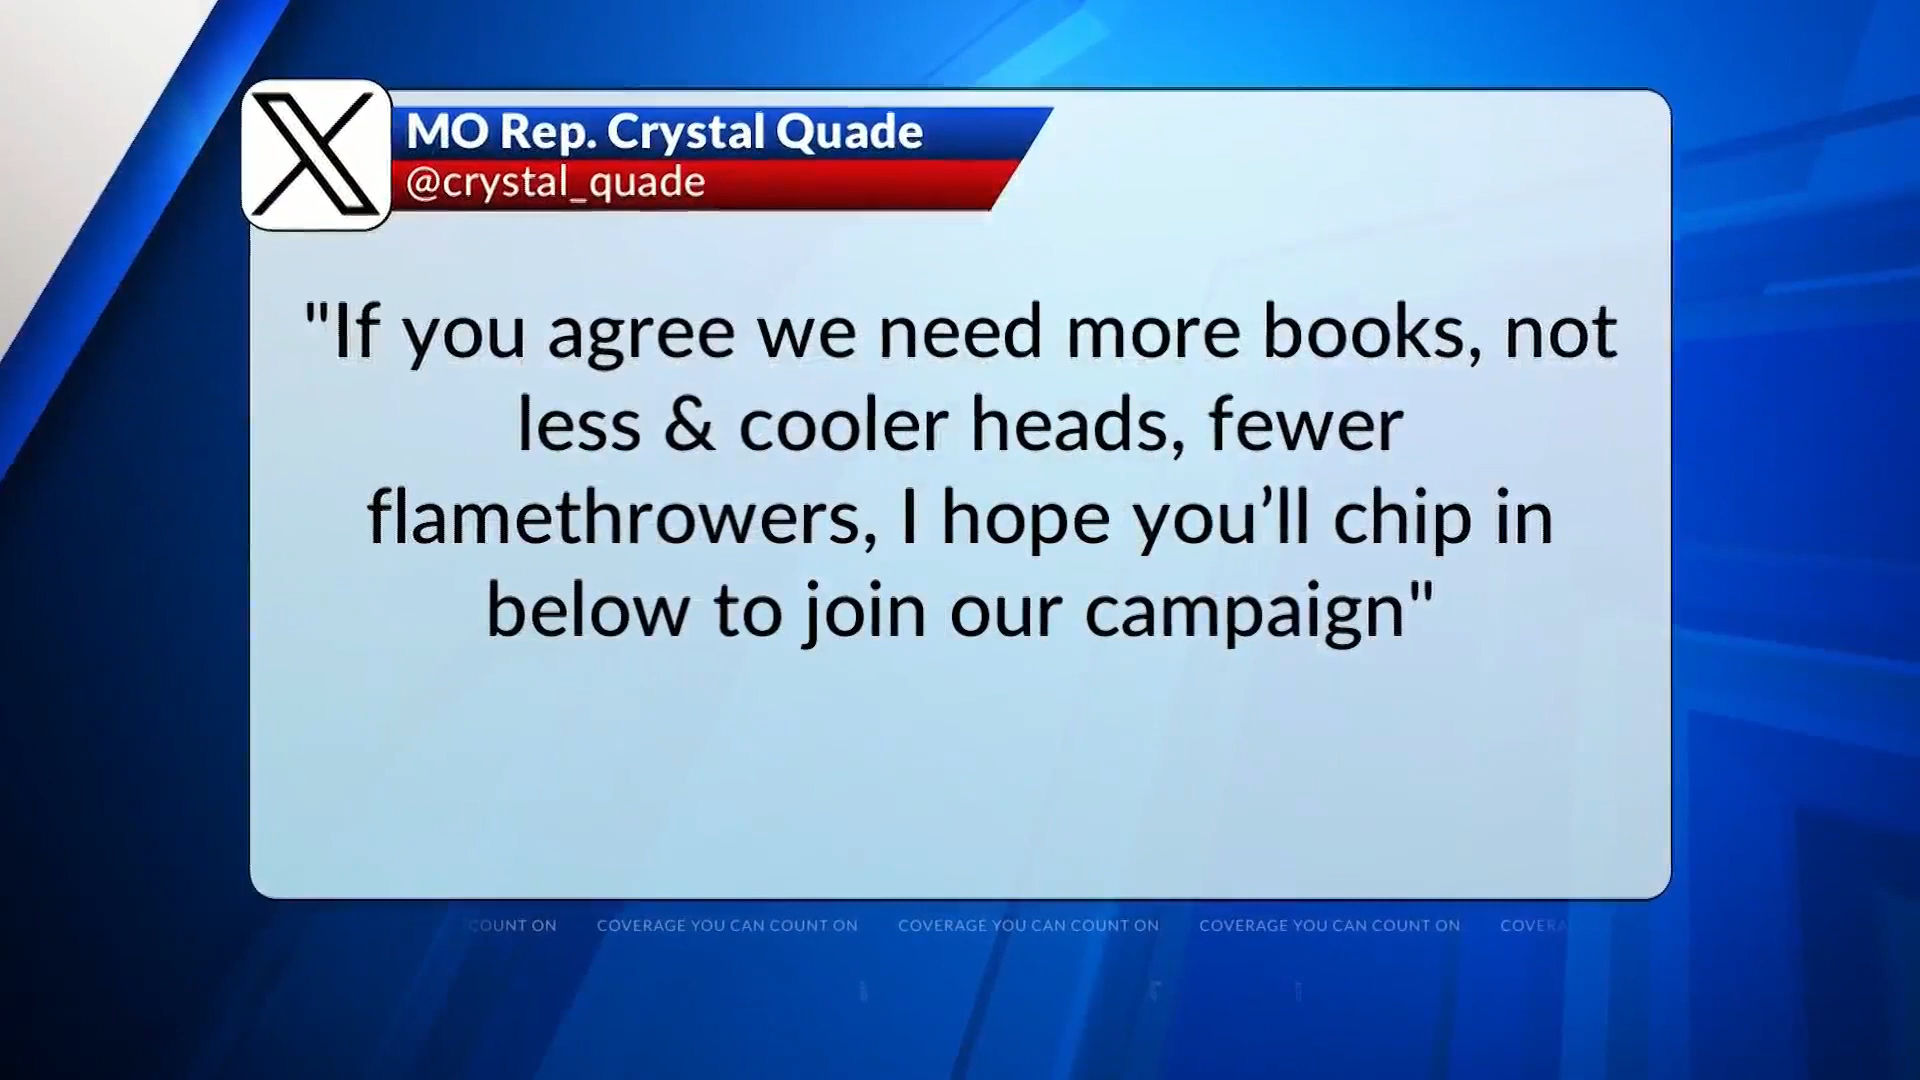 MO Rep. Crystal Quade
@crystal_quade
"If you agree we need more books, not
less & cooler heads, fewer
flamethrowers, I hope you’ll chip in
below to join our campaign"
COUNT ON COVERAGE YOU CAN COUNT ON COVERAGE YOU CAN COUNT ON COVERAGE YOU CAN COUNT ON COVERA